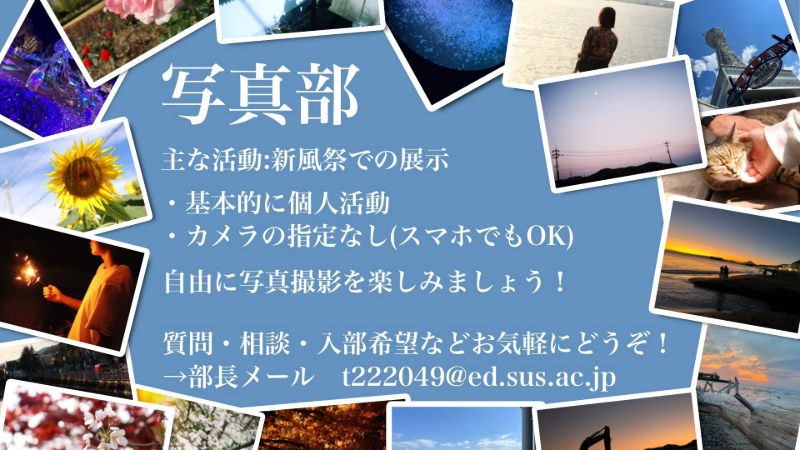 写真部
主な活動:新風祭での展示
・基本的に個人活動
・カメラの指定なし(スマホでもOK)
自由に写真撮影を楽しみましょう！
質問・相談・入部希望などお気軽にどうぞ！
→部長メール　t222049@ed.sus.ac.jp